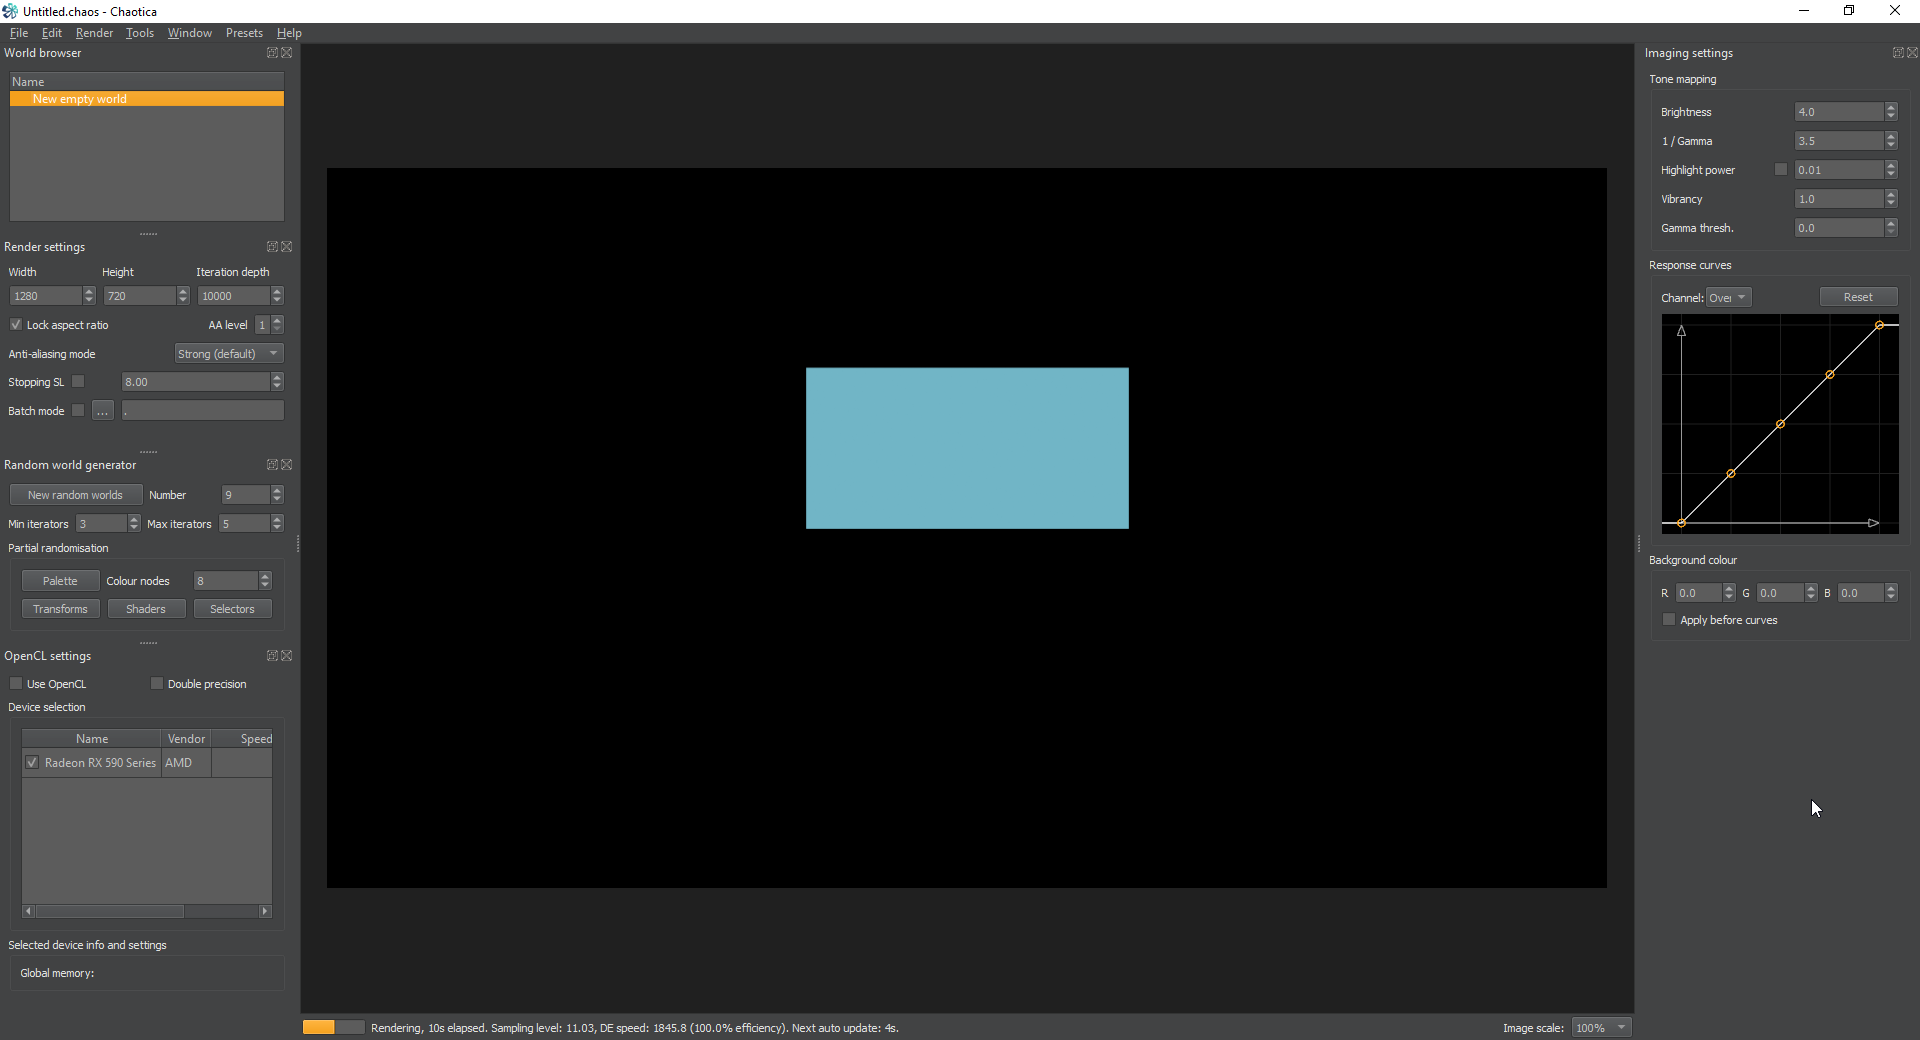 Untitled.chaos - Chaotica
File Edit Render Tools Window Presets Help
World browser
Name
New empty world
Render settings
Width Height Iteration depth
1280 720 10000
Lock aspect ratio AA level 1
Anti-aliasing mode Strong (default)
Stopping SL 8.00
Batch mode ... .
Random world generator
New random worlds Number 9
Min iterators 3 Max iterators 5
Partial randomisation
Palette Colour nodes 8
Transforms Shaders Selectors
OpenCL settings
Use OpenCL Double precision
Device selection
Name Vendor Speed
Radeon RX 590 Series AMD
Selected device info and settings
Global memory:
Rendering, 10s elapsed. Sampling level: 11.03, DE speed: 1845.8 (100.0% efficiency). Next auto update: 4s.
Image scale: 100%
Imaging settings
Tone mapping
Brightness 4.0
1 / Gamma 3.5
Highlight power 0.01
Vibrancy 1.0
Gamma thresh. 0.0
Response curves
Channel: Over Reset
Background colour
R 0.0 G 0.0 B 0.0
Apply before curves